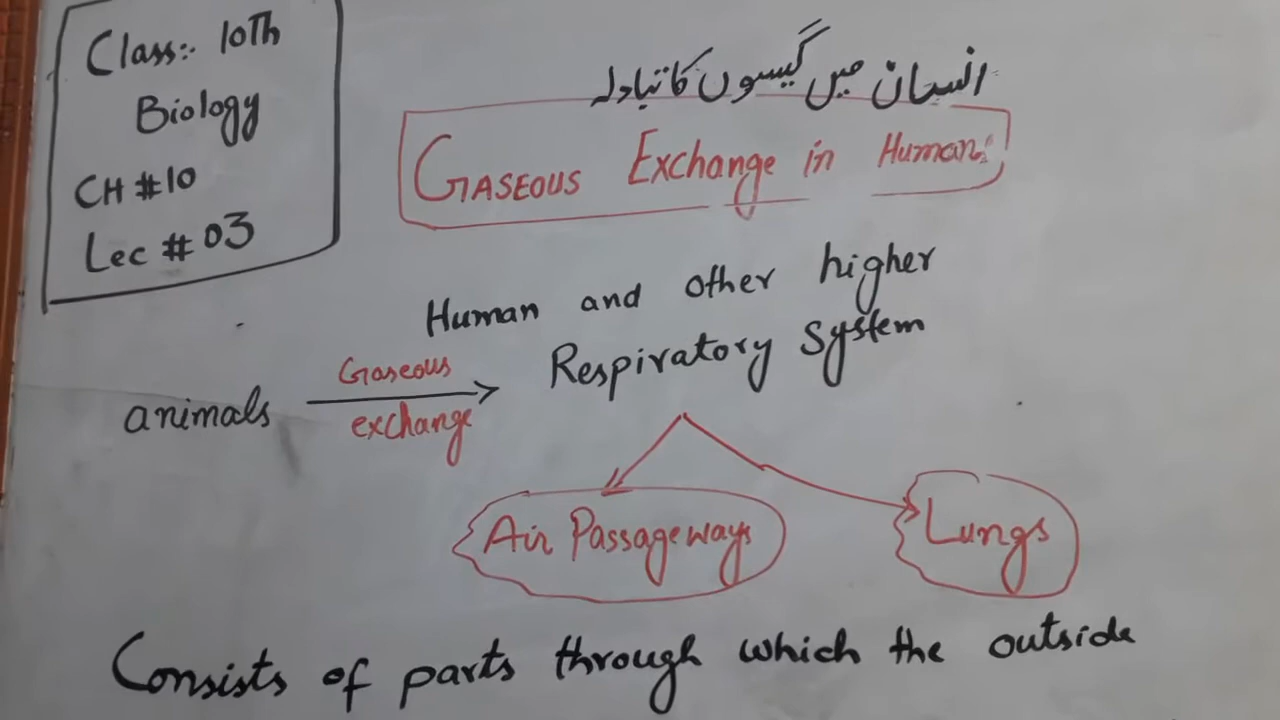 Class:- 10Th
Biology
CH # 10
Lec # 03
انسان میں گیسوں کا تبادلہ
GASEOUS Exchange in Human:
Human and other higher
animals Gaseous exchange Respiratory System
Air Passageways Lungs
Consists of parts through which the outside